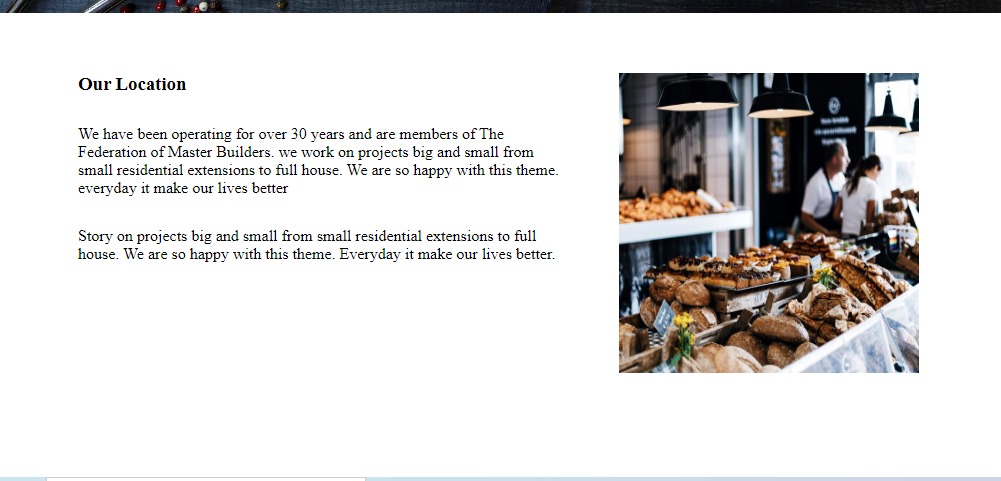 Our Location
We have been operating for over 30 years and are members of The
Federation of Master Builders. we work on projects big and small from
small residential extensions to full house. We are so happy with this theme.
everyday it make our lives better
Story on projects big and small from small residential extensions to full
house. We are so happy with this theme. Everyday it make our lives better.